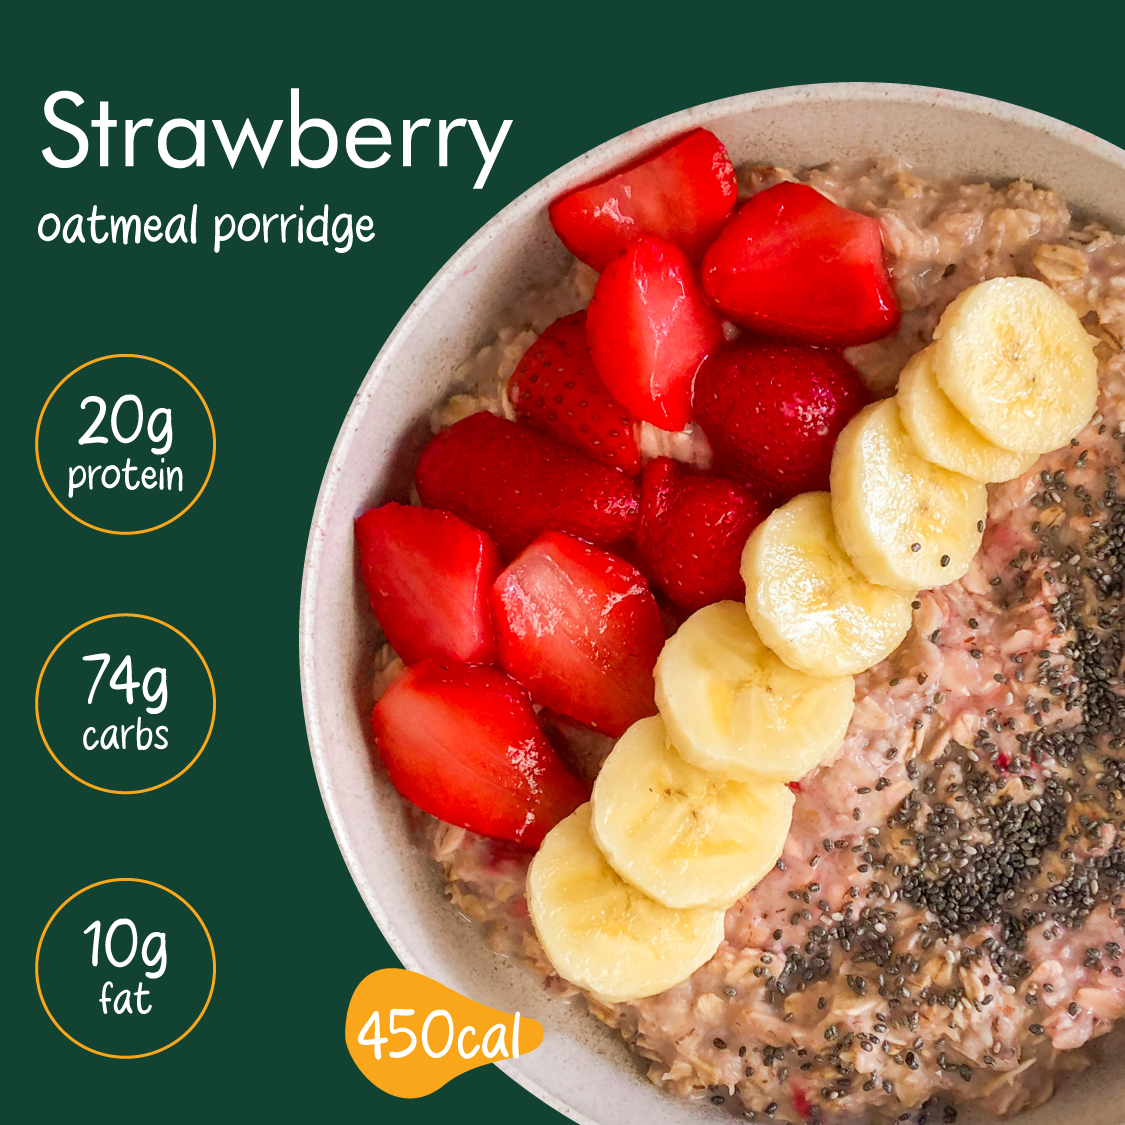 Strawberry
oatmeal porridge
20g
protein
74g
carbs
10g
fat
450cal